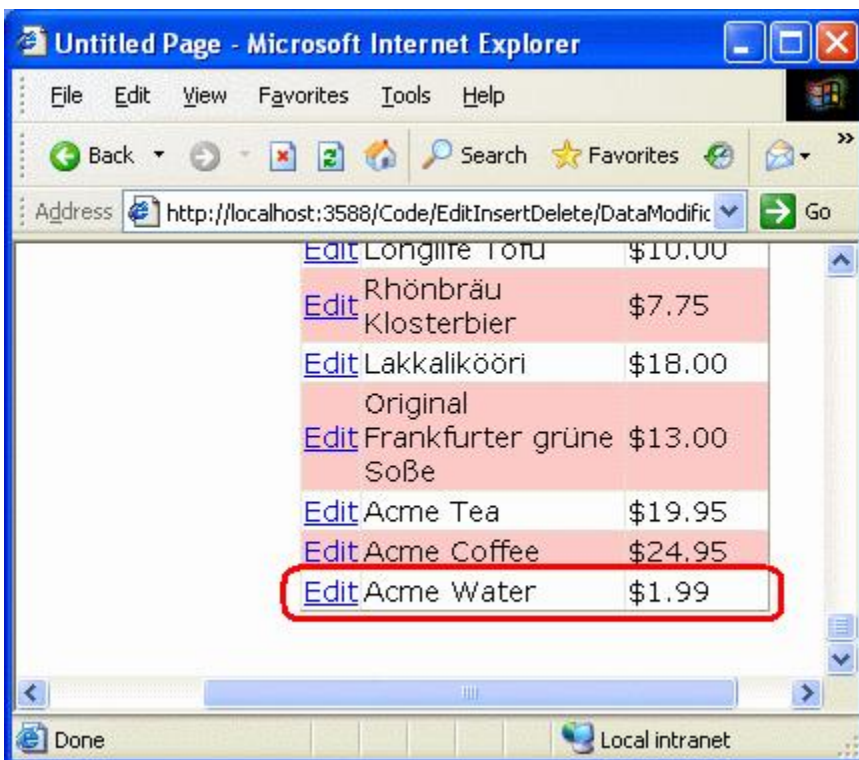 Untitled Page - Microsoft Internet Explorer
File Edit View Favorites Tools Help
Back Search Favorites »
Address http://localhost:3588/Code/EditInsertDelete/DataModific Go
Edit Longlife Tofu $10.00
Edit Rhönbräu
Klosterbier $7.75
Edit Lakkalikööri $18.00
Edit Original
Frankfurter grüne
Soße $13.00
Edit Acme Tea $19.95
Edit Acme Coffee $24.95
Edit Acme Water $1.99
Done Local intranet